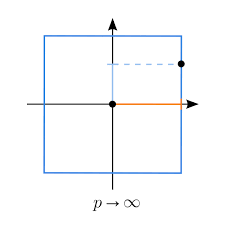 p → ∞